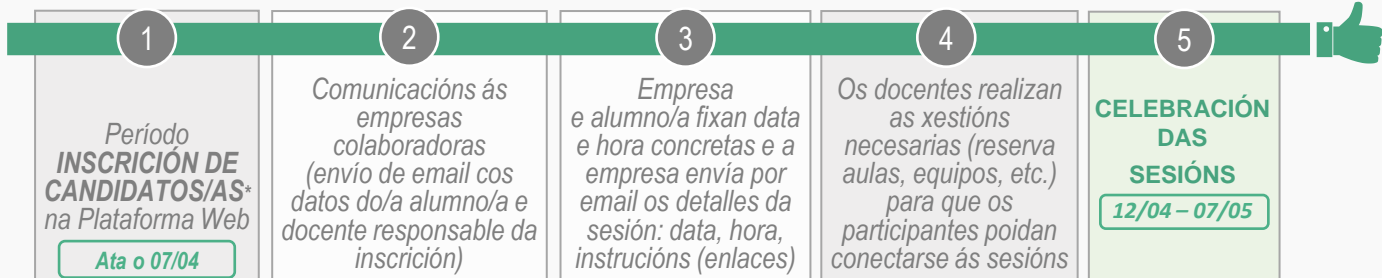 1
Período
INSCRICIÓN DE
CANDIDATOS/AS*
na Plataforma Web
Ata o 07/04
2
Comunicacións ás
empresas
colaboradoras
(envío de email cos
datos do/a alumno/a e
docente responsable da
inscrición)
3
Empresa
e alumno/a fixan data
e hora concretas e a
empresa envía por
email os detalles da
sesión: data, hora,
instrucións (enlaces)
4
Os docentes realizan
as xestións
necesarias (reserva
aulas, equipos, etc.)
para que os
participantes poidan
conectarse ás sesións
5
CELEBRACIÓN
DAS
SESIÓNS
12/04 – 07/05